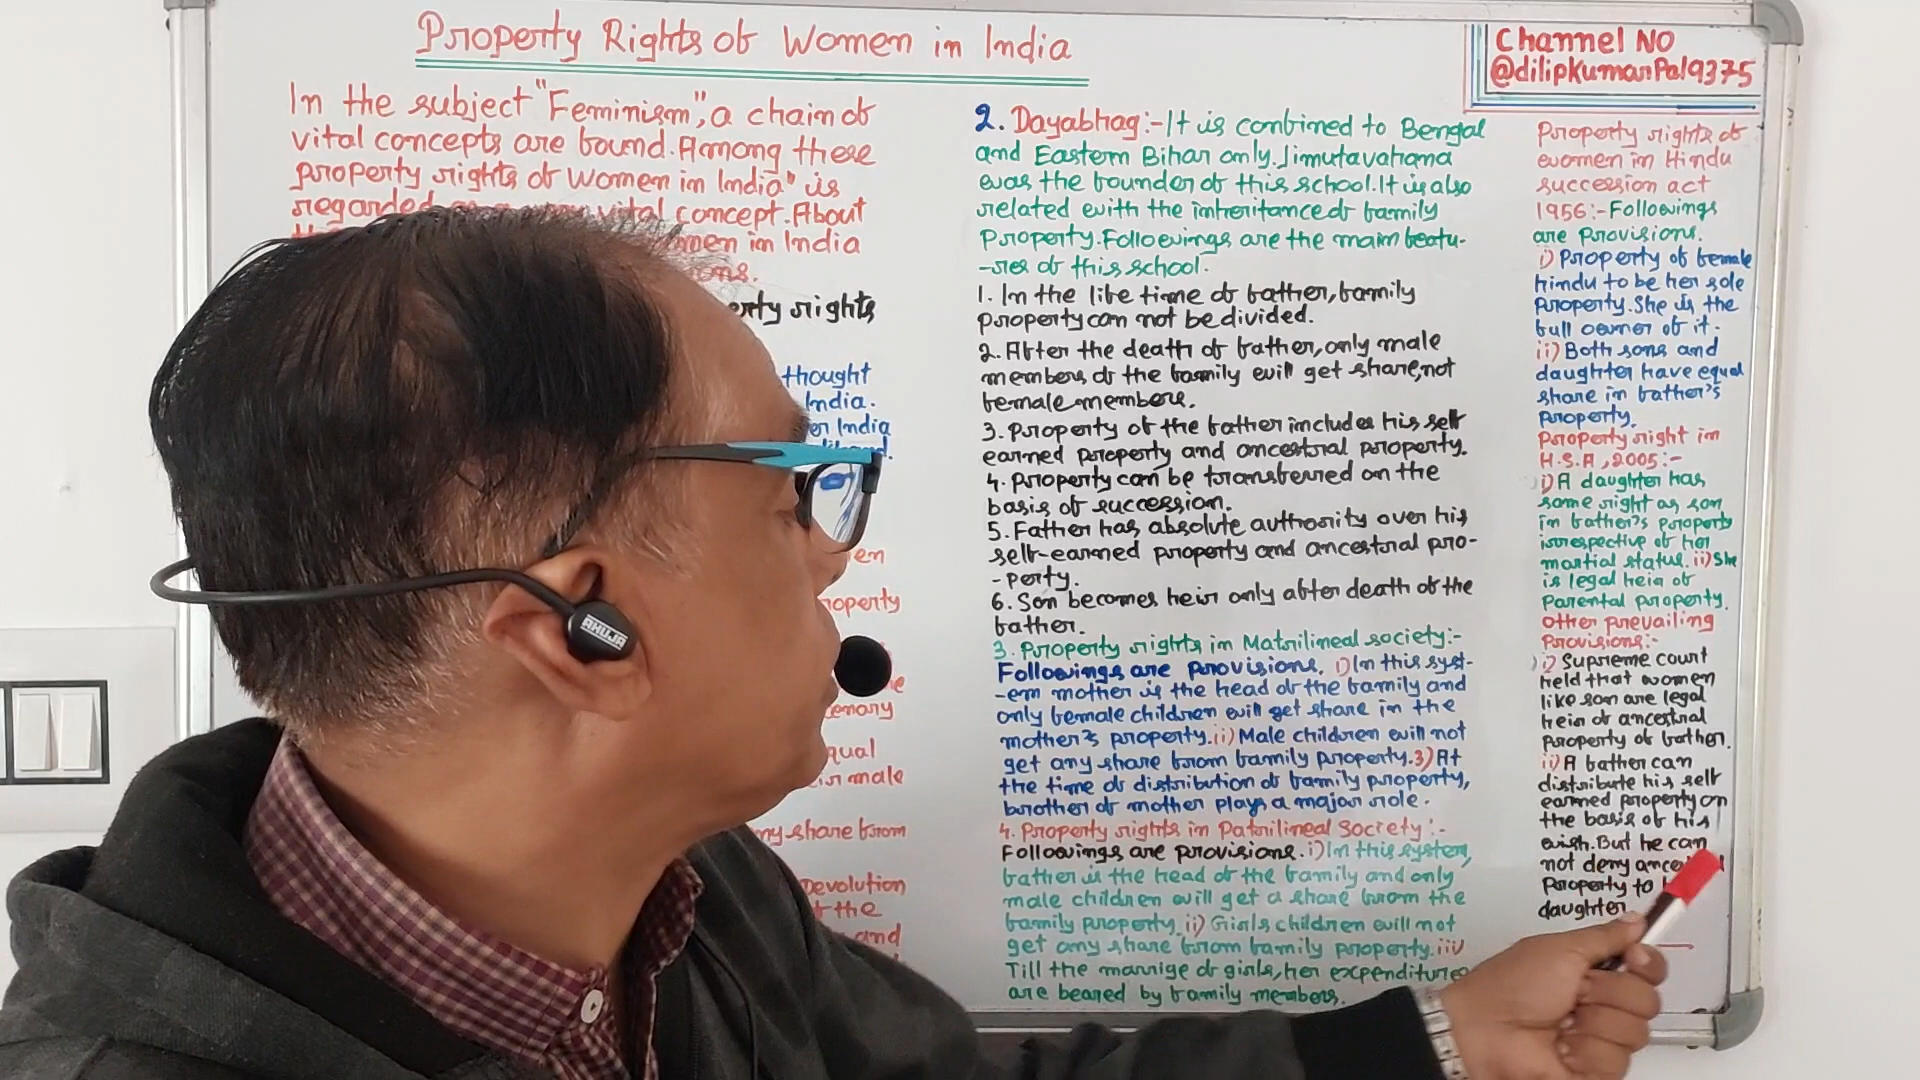 Property Rights of Women in India
Channel No
@dilipkumarpal9375
In the subject "Feminism", a chain of
vital concepts are found. Among these
property rights of Women in India" is
regarded vital concept. About
men in India
ons.
erty rights
thought
India.
India
en
roperty
enary
qual
male
any share from
Devolution
the
and
2. Dayabhag:- It is confined to Bengal
and Eastern Bihar only. Jimutavahana
was the founder of this school. It is also
related with the inheritance of family
Property. Followings are the main featu-
-res of this school.
1. In the life time of father, family
property can not be divided.
2. After the death of father, only male
members of the family will get share, not
female members.
3. Property of the father includes his self
earned property and ancestral property.
4. Property can be transferred on the
basis of succession.
5. Father has absolute authority over his
self-earned property and ancestral pro-
-perty.
6. Son becomes heir only after death of the
father.
3. Property rights in Matrilineal society:-
Followings are provisions. i) In this syst-
-em mother is the head of the family and
only female children will get share in the
mother's property. ii) Male children will not
get any share from family property. 3) At
the time of distribution of family property,
brother of mother plays a major role.
4. Property rights in Patrilineal Society:-
Followings are provisions. i) In this system,
father is the head of the family and only
male children will get a share from the
family property. ii) Girls children will not
get any share from family property. iii)
Till the marrige of girls, her expenditures
are beared by family members.
Property rights of
women in Hindu
succession act
1956:- Followings
are Provisions.
i) Property of female
hindu to be her sole
property. She is the
full owner of it.
ii) Both sons and
daughter have equal
share in father's
property.
Property right in
H.S.A, 2005:-
i) A daughter has
same right as son
in father's property
irrespective of her
martial status. ii) She
is legal heir of
Parental property.
other prevailing
Provisions:-
i) Supreme court
held that women
like son are legal
heir of ancestral
property of father.
ii) A father can
distribute his self
earned property on
the basis of his
wish. But he can
not deny
property to
daughter
AHUJA